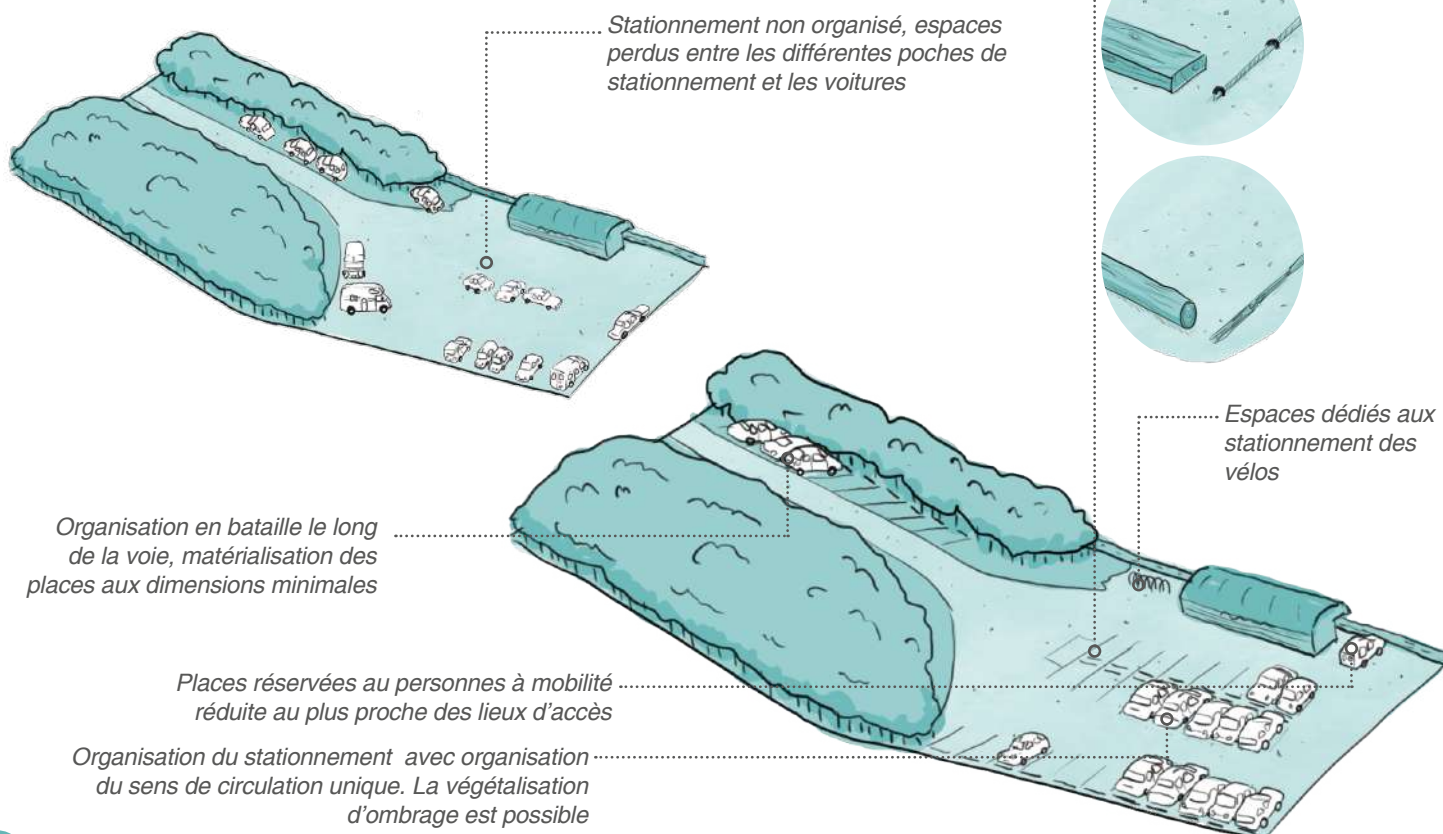 Stationnement non organisé, espaces
perdus entre les différentes poches de
stationnement et les voitures
Espaces dédiés aux
stationnement des
vélos
Organisation en bataille le long
de la voie, matérialisation des
places aux dimensions minimales
Places réservées au personnes à mobilité
réduite au plus proche des lieux d'accès
Organisation du stationnement avec organisation
du sens de circulation unique. La végétalisation
d'ombrage est possible